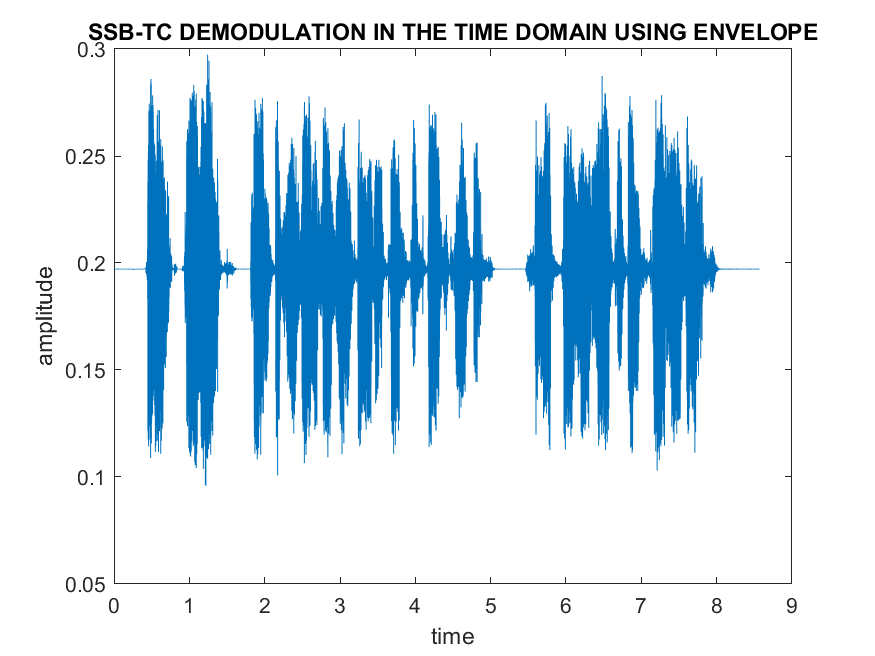 SSB-TC DEMODULATION IN THE TIME DOMAIN USING ENVELOPE
0.3
0.25
0.2
0.15
0.1
0.05
amplitude
0 1 2 3 4 5 6 7 8 9
time